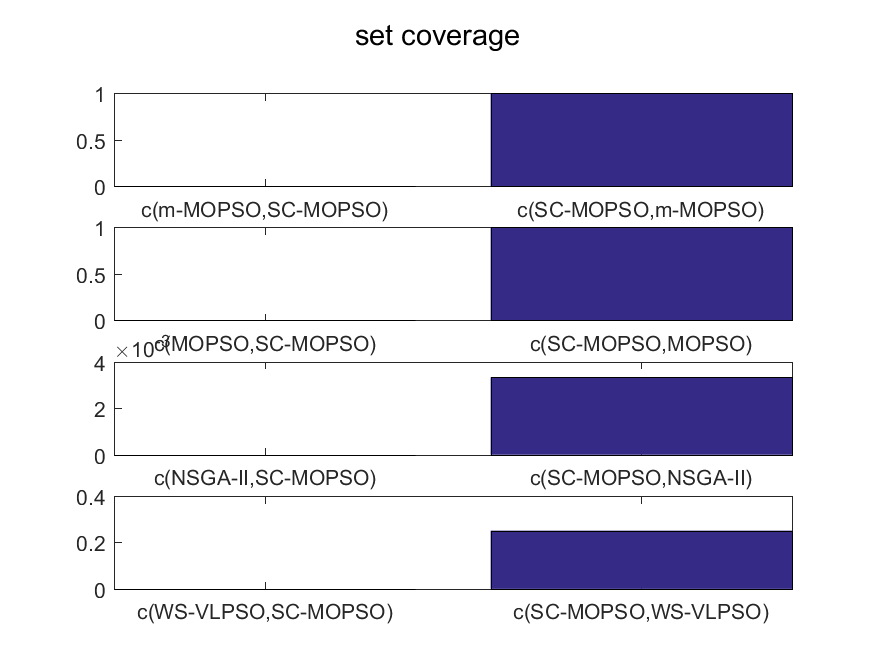 set coverage
1
0.5
0
c(m-MOPSO,SC-MOPSO) c(SC-MOPSO,m-MOPSO)
1
0.5
0
c(MOPSO,SC-MOPSO) c(SC-MOPSO,MOPSO)
×10-3
4
2
0
c(NSGA-II,SC-MOPSO) c(SC-MOPSO,NSGA-II)
0.4
0.2
0
c(WS-VLPSO,SC-MOPSO) c(SC-MOPSO,WS-VLPSO)